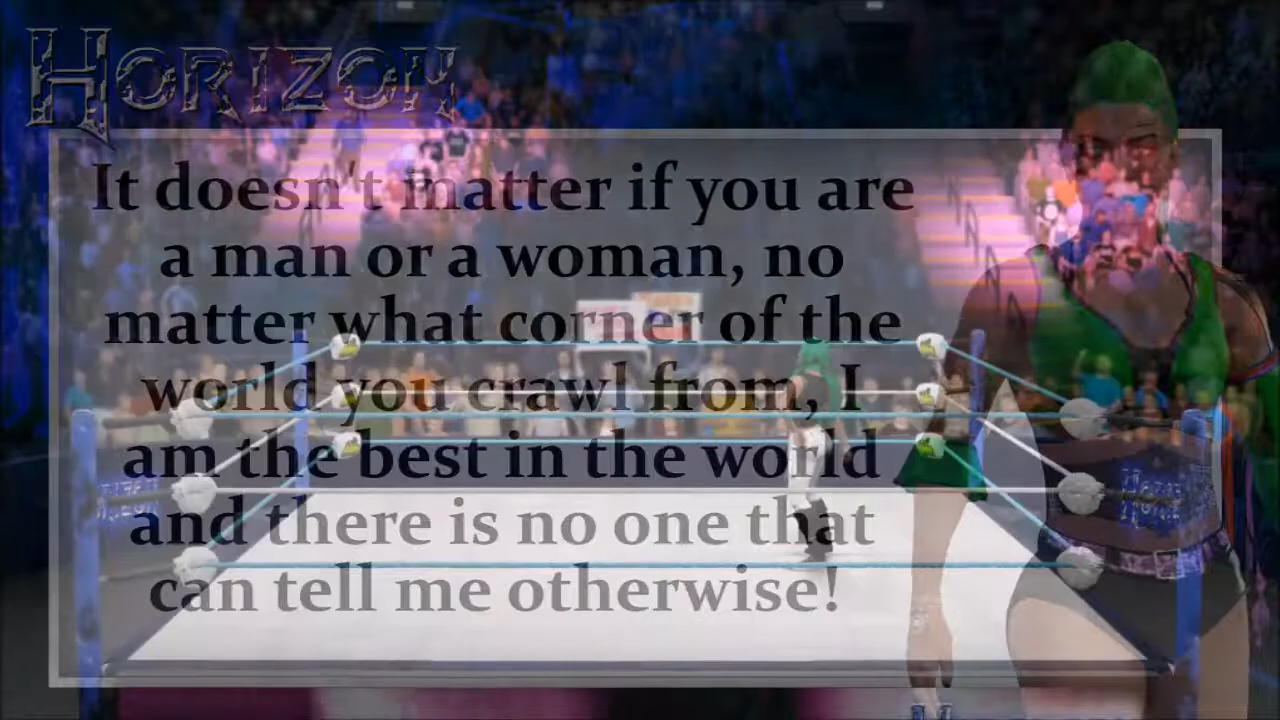 Horizon
It doesn't matter if you are
a man or a woman, no
matter what corner of the
world you crawl from, I
am the best in the world
and there is no one that
can tell me otherwise!